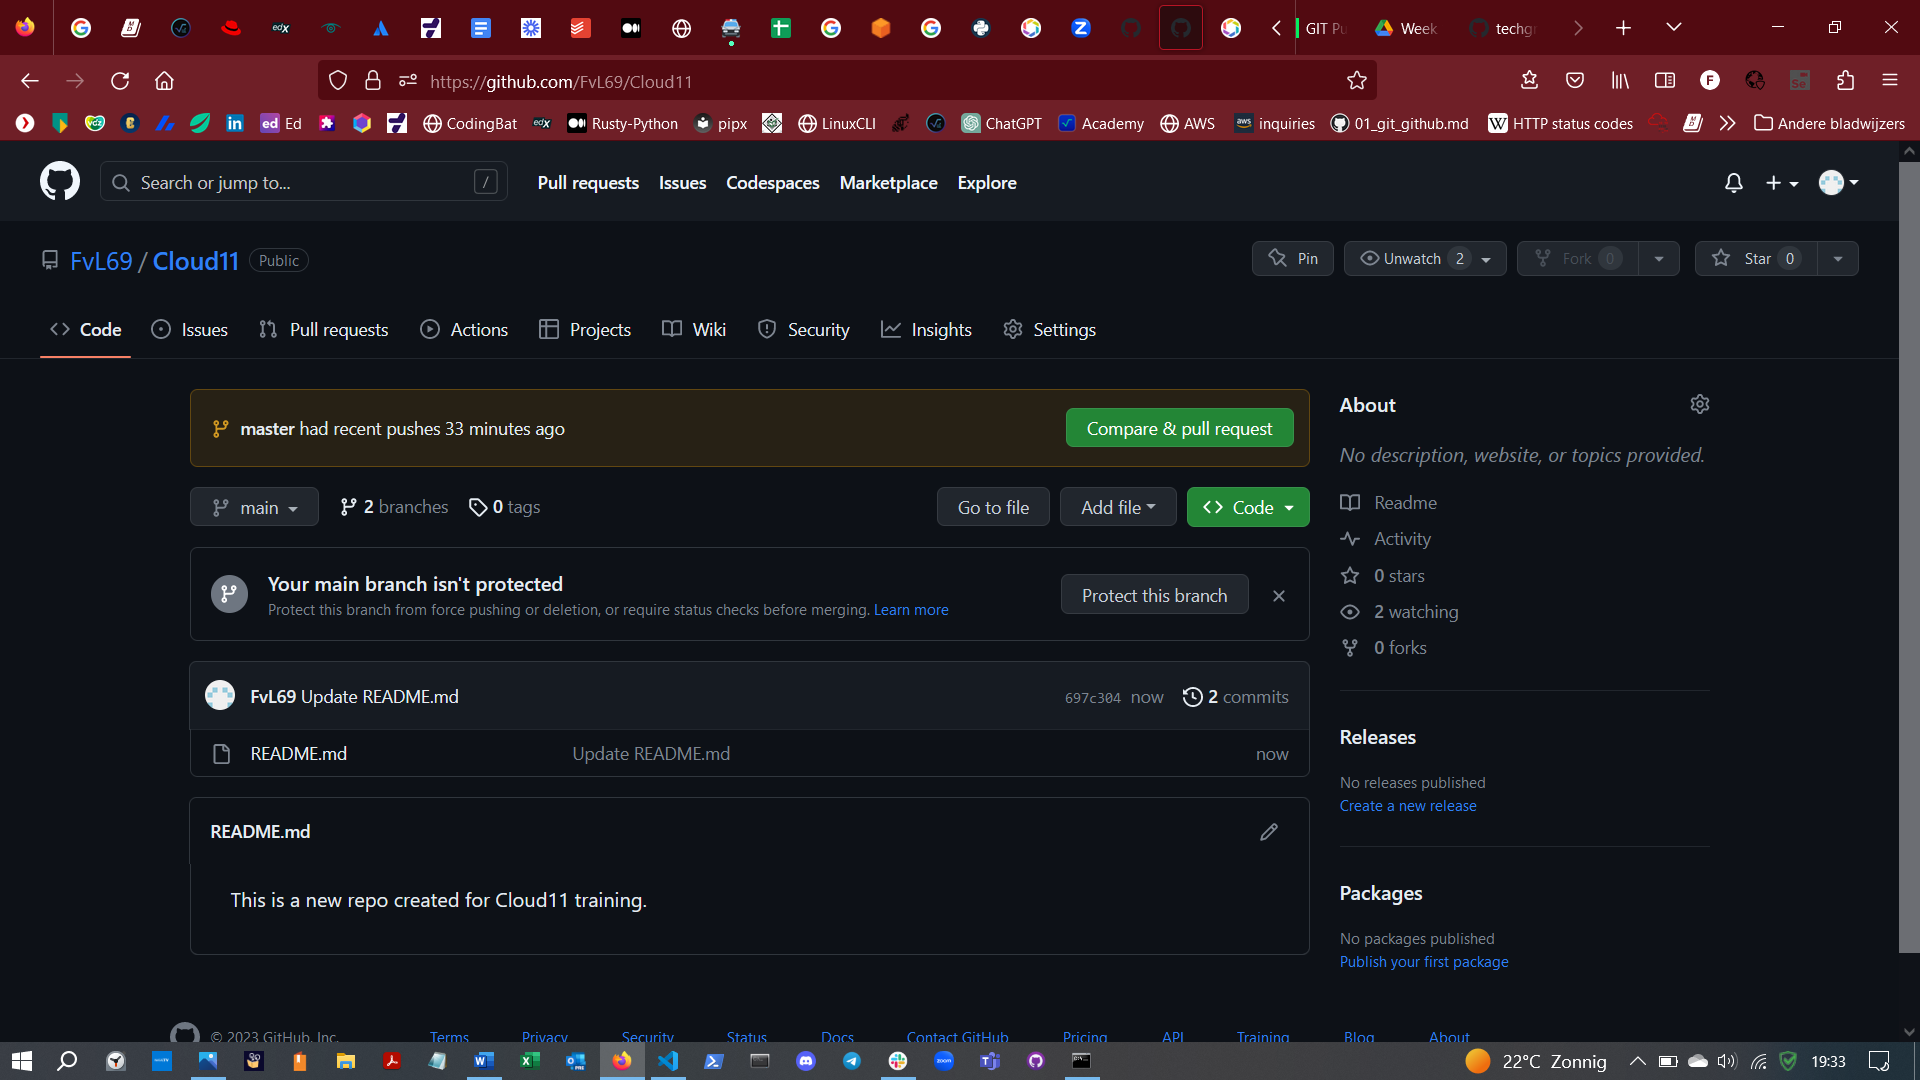 GIT Pu
Week
techg
https://github.com/FvL69/Cloud11
Ed
CodingBat
Rusty-Python
pipx
LinuxCLI
ChatGPT
Academy
AWS
inquiries
01_git_github.md
HTTP status codes
Andere bladwijzers
Search or jump to...
/
Pull requests
Issues
Codespaces
Marketplace
Explore
FvL69 / Cloud11 Public
Pin
Unwatch 2
Fork 0
Star 0
Code
Issues
Pull requests
Actions
Projects
Wiki
Security
Insights
Settings
master had recent pushes 33 minutes ago
Compare & pull request
main
2 branches
0 tags
Go to file
Add file
Code
Your main branch isn't protected
Protect this branch from force pushing or deletion, or require status checks before merging. Learn more
Protect this branch
FvL69 Update README.md
697c304 now
2 commits
README.md
Update README.md
now
README.md
This is a new repo created for Cloud11 training.
About
No description, website, or topics provided.
Readme
Activity
0 stars
2 watching
0 forks
Releases
No releases published
Create a new release
Packages
No packages published
Publish your first package
© 2023 GitHub, Inc.
Terms
Privacy
Security
Status
Docs
Contact GitHub
Pricing
API
Training
Blog
About
22°C Zonnig
19:33